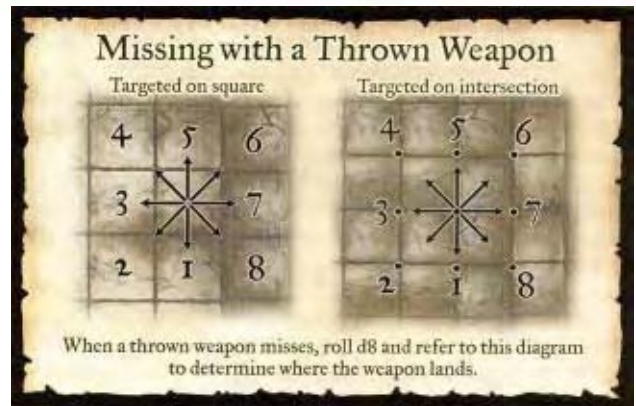 Missing with a Thrown Weapon
Targeted on square
4 5 6
3 7
2 1 8
Targeted on intersection
4 5 6
3 7
2 1 8
When a thrown weapon misses, roll d8 and refer to this diagram
to determine where the weapon lands.